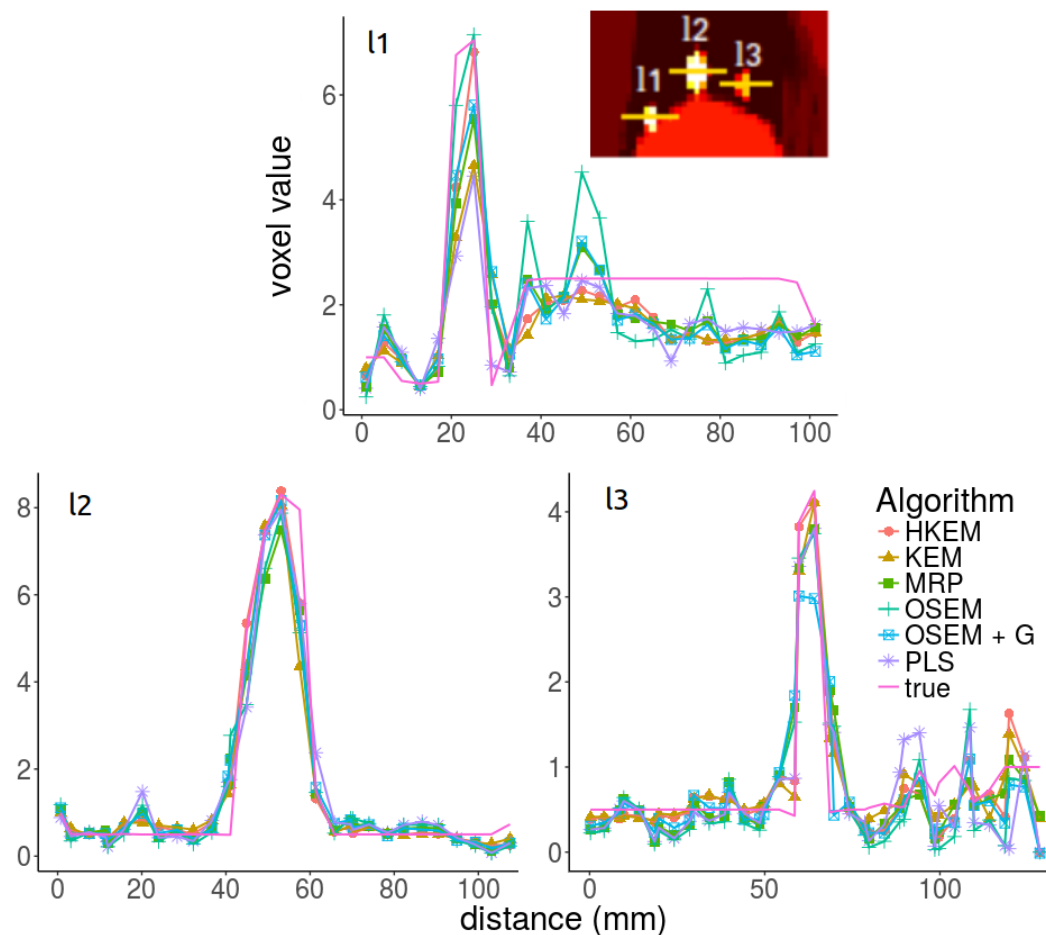 l1
l2
l3
l1
voxel value
6
4
2
0
0 20 40 60 80 100
l2
8
6
4
2
0
0 20 40 60 80 100
l3
4
3
2
1
0
0 50 100
Algorithm
HKEM
KEM
MRP
OSEM
OSEM + G
PLS
true
distance (mm)